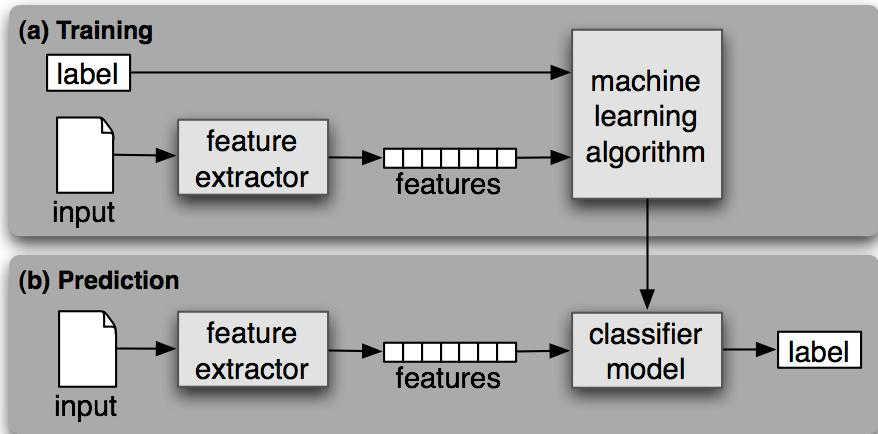 (a) Training
label
machine
learning
algorithm
feature
extractor
features
input
(b) Prediction
feature
extractor
features
input
classifier
model
label